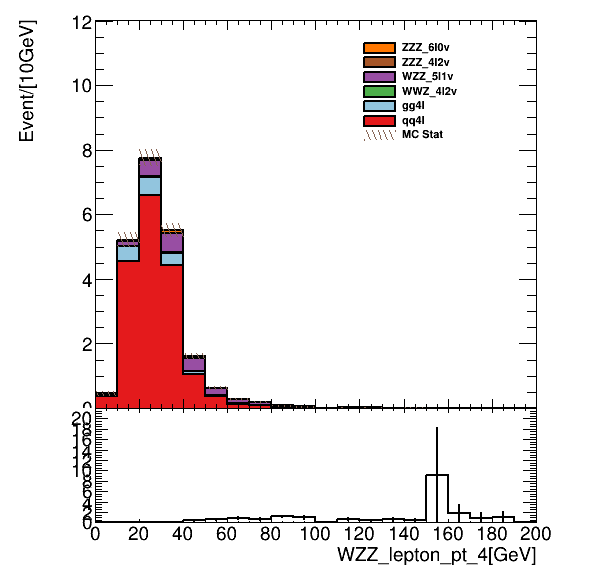 Event/[10GeV]
12
10
8
6
4
2
0
ZZZ_6l0v
ZZZ_4l2v
WZZ_5l1v
WWZ_4l2v
gg4l
qq4l
MC Stat
20
18
16
14
12
10
8
6
4
2
0
0 20 40 60 80 100 120 140 160 180 200
WZZ_lepton_pt_4[GeV]